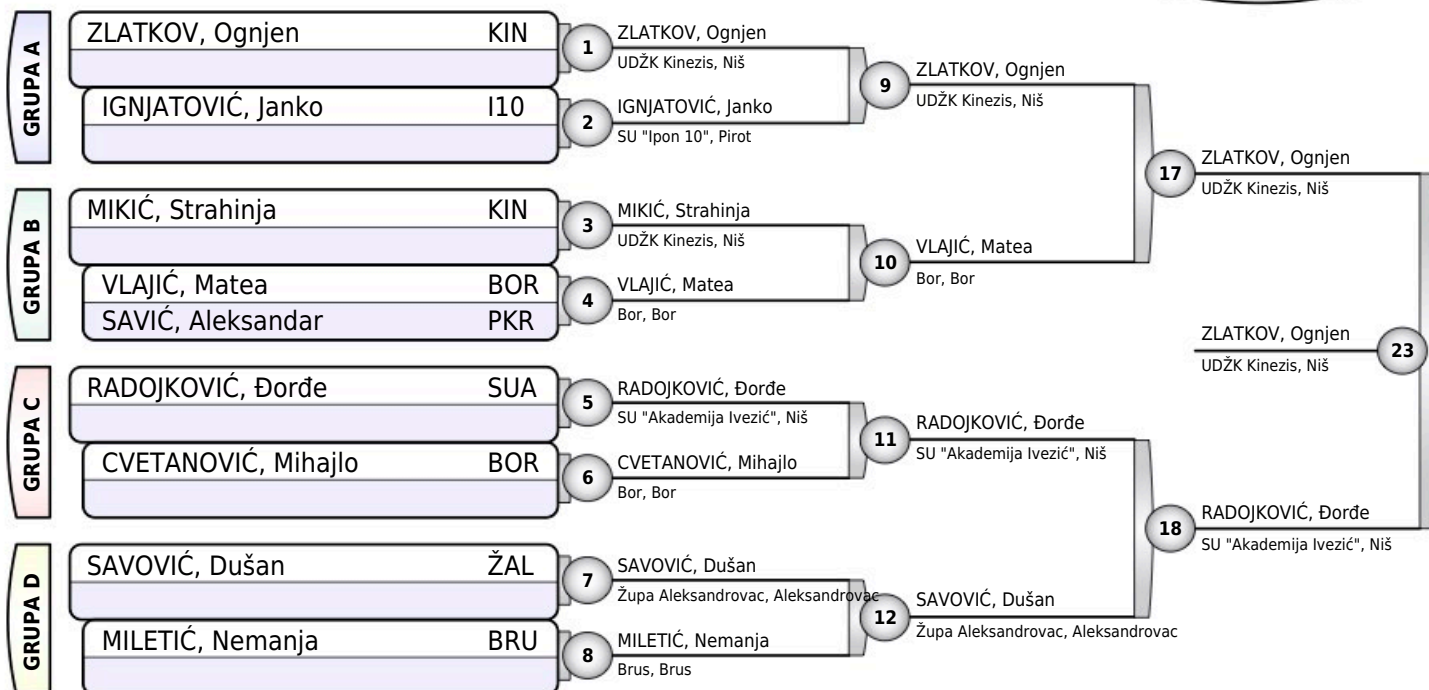 GRUPA A
ZLATKOV, Ognjen KIN
IGNJATOVIĆ, Janko I10
GRUPA B
MIKIĆ, Strahinja KIN
VLAJIĆ, Matea BOR
SAVIĆ, Aleksandar PKR
GRUPA C
RADOJKOVIĆ, Đorđe SUA
CVETANOVIĆ, Mihajlo BOR
GRUPA D
SAVOVIĆ, Dušan ŽAL
MILETIĆ, Nemanja BRU
1
ZLATKOV, Ognjen
UDŽK Kinezis, Niš
2
IGNJATOVIĆ, Janko
SU "Ipon 10", Pirot
3
MIKIĆ, Strahinja
UDŽK Kinezis, Niš
4
VLAJIĆ, Matea
Bor, Bor
5
RADOJKOVIĆ, Đorđe
SU "Akademija Ivezić", Niš
6
CVETANOVIĆ, Mihajlo
Bor, Bor
7
SAVOVIĆ, Dušan
Župa Aleksandrovac, Aleksandrovac
8
MILETIĆ, Nemanja
Brus, Brus
9
ZLATKOV, Ognjen
UDŽK Kinezis, Niš
10
VLAJIĆ, Matea
Bor, Bor
11
RADOJKOVIĆ, Đorđe
SU "Akademija Ivezić", Niš
12
SAVOVIĆ, Dušan
Župa Aleksandrovac, Aleksandrovac
17
ZLATKOV, Ognjen
UDŽK Kinezis, Niš
18
RADOJKOVIĆ, Đorđe
SU "Akademija Ivezić", Niš
ZLATKOV, Ognjen
UDŽK Kinezis, Niš
23